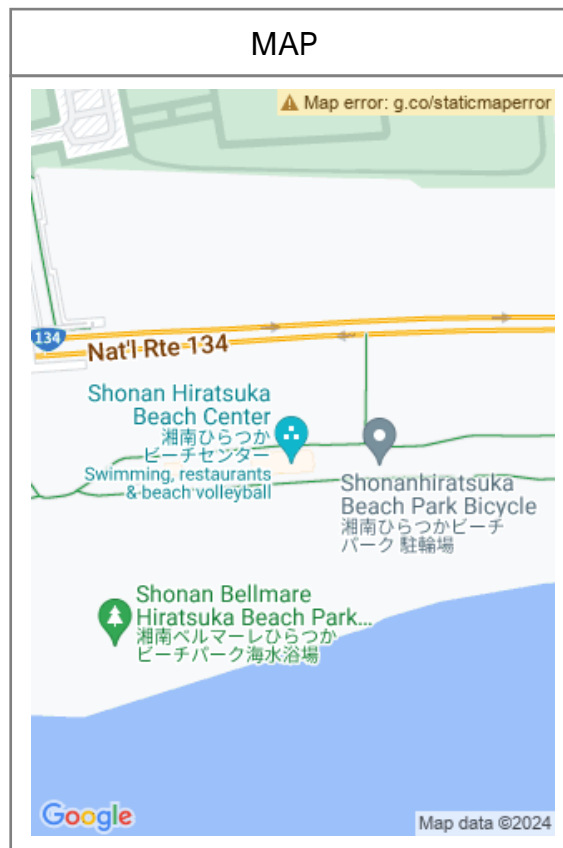 MAP
Map error: g.co/staticmaperror
134
Nat'l Rte 134
Shonan Hiratsuka
Beach Center
湘南ひらつか
ビーチセンター
Swimming, restaurants
& beach volleyball
Shonanhiratsuka
Beach Park Bicycle
湘南ひらつかビーチ
パーク 駐輪場
Shonan Bellmare
Hiratsuka Beach Park...
湘南ベルマーレひらつか
ビーチパーク海水浴場
Google
Map data ©2024